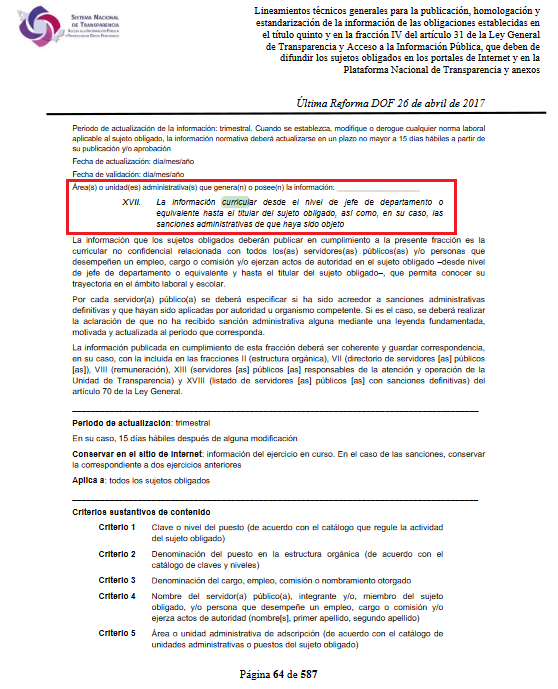 SISTEMA NACIONAL
DE TRANSPARENCIA
ACCESO A LA INFORMACIÓN PÚBLICA
Y PROTECCIÓN DE DATOS PERSONALES
Lineamientos técnicos generales para la publicación, homologación y
estandarización de la información de las obligaciones establecidas en
el título quinto y en la fracción IV del artículo 31 de la Ley General
de Transparencia y Acceso a la Información Pública, que deben de
difundir los sujetos obligados en los portales de Internet y en la
Plataforma Nacional de Transparencia y anexos
Última Reforma DOF 26 de abril de 2017
Periodo de actualización de la información: trimestral. Cuando se establezca, modifique o derogue cualquier norma laboral
aplicable al sujeto obligado, la información normativa deberá actualizarse en un plazo no mayor a 15 días hábiles a partir de
su publicación y/o aprobación
Fecha de actualización: día/mes/año
Fecha de validación: día/mes/año
Área(s) o unidad(es) administrativa(s) que genera(n) o posee(n) la información: ____________________
XVII. La información curricular desde el nivel de jefe de departamento o
equivalente hasta el titular del sujeto obligado, así como, en su caso, las
sanciones administrativas de que haya sido objeto
La información que los sujetos obligados deberán publicar en cumplimiento a la presente fracción es la
curricular no confidencial relacionada con todos los(as) servidores(as) públicos(as) y/o personas que
desempeñen un empleo, cargo o comisión y/o ejerzan actos de autoridad en el sujeto obligado –desde nivel
de jefe de departamento o equivalente y hasta el titular del sujeto obligado–, que permita conocer su
trayectoria en el ámbito laboral y escolar.
Por cada servidor(a) público(a) se deberá especificar si ha sido acreedor a sanciones administrativas
definitivas y que hayan sido aplicadas por autoridad u organismo competente. Si es el caso, se deberá realizar
la aclaración de que no ha recibido sanción administrativa alguna mediante una leyenda fundamentada,
motivada y actualizada al periodo que corresponda.
La información publicada en cumplimiento de esta fracción deberá ser coherente y guardar correspondencia,
en su caso, con la incluida en las fracciones II (estructura orgánica), VII (directorio de servidores [as] públicos
[as]), VIII (remuneración), XIII (servidores [as] públicos [as] responsables de la atención y operación de la
Unidad de Transparencia) y XVIII (listado de servidores [as] públicos [as] con sanciones definitivas) del
artículo 70 de la Ley General.
Periodo de actualización: trimestral
En su caso, 15 días hábiles después de alguna modificación
Conservar en el sitio de Internet: información del ejercicio en curso. En el caso de las sanciones, conservar
la correspondiente a dos ejercicios anteriores
Aplica a: todos los sujetos obligados
Criterios sustantivos de contenido
Criterio 1 Clave o nivel del puesto (de acuerdo con el catálogo que regule la actividad
del sujeto obligado)
Criterio 2 Denominación del puesto en la estructura orgánica (de acuerdo con el
catálogo de claves y niveles)
Criterio 3 Denominación del cargo, empleo, comisión o nombramiento otorgado
Criterio 4 Nombre del servidor(a) público(a), integrante y/o, miembro del sujeto
obligado, y/o persona que desempeñe un empleo, cargo o comisión y/o
ejerza actos de autoridad (nombre[s], primer apellido, segundo apellido)
Criterio 5 Área o unidad administrativa de adscripción (de acuerdo con el catálogo de
unidades administrativas o puestos del sujeto obligado)
Página 64 de 587